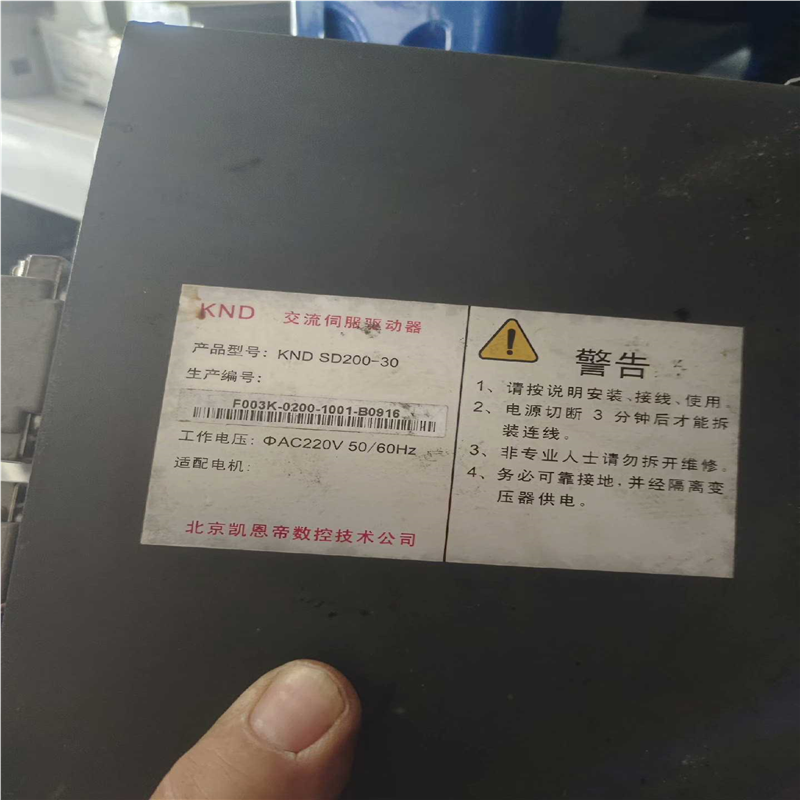 KND 交流伺服驱动器
产品型号: KND SD200-30
生产编号:
F003K-0200-1001-B0916
工作电压: ΦAC220V 50/60Hz
适配电机:
北京凯恩帝数控技术公司
警告
1、请按说明安装、接线、使用。
2、电源切断 3 分钟后才能拆
装连线。
3、非专业人士请勿拆开维修。
4、务必可靠接地,并经隔离变
压器供电。